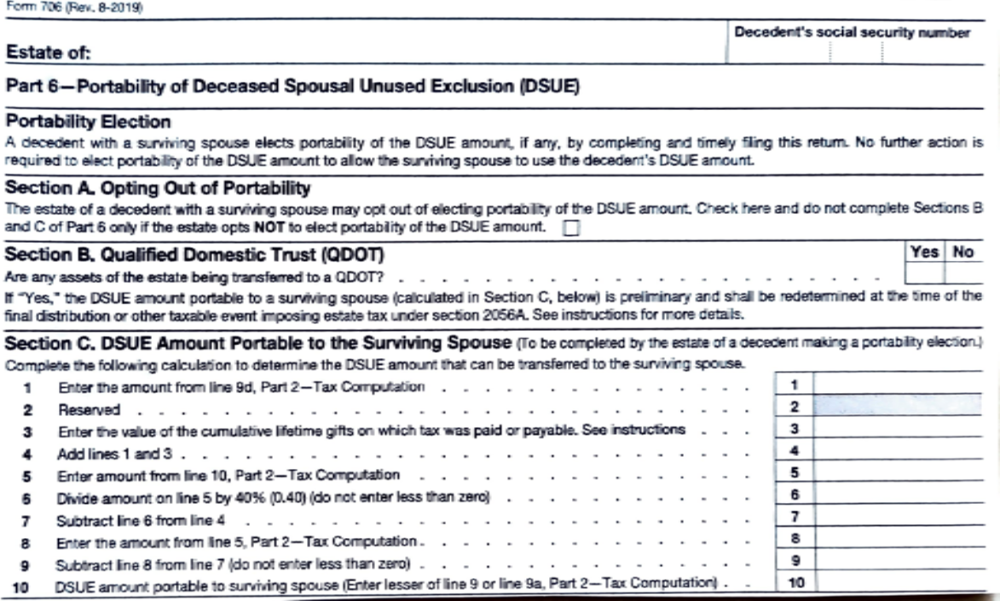 Form 706 (Rev. 8-2019)
Decedent's social security number
Estate of:
Part 6—Portability of Deceased Spousal Unused Exclusion (DSUE)
Portability Election
A decedent with a surviving spouse elects portability of the DSUE amount, if any, by completing and timely filing this return. No further action is
required to elect portability of the DSUE amount to allow the surviving spouse to use the decedent's DSUE amount.
Section A. Opting Out of Portability
The estate of a decedent with a surviving spouse may opt out of electing portability of the DSUE amount. Check here and do not complete Sections B
and C of Part 6 only if the estate opts NOT to elect portability of the DSUE amount.
Section B. Qualified Domestic Trust (QDOT) Yes No
Are any assets of the estate being transferred to a QDOT? . . . . . . . . . . . . . . . . . . . . . .
If "Yes," the DSUE amount portable to a surviving spouse (calculated in Section C, below) is preliminary and shall be redetermined at the time of the
final distribution or other taxable event imposing estate tax under section 2056A. See instructions for more details.
Section C. DSUE Amount Portable to the Surviving Spouse (To be completed by the estate of a decedent making a portability election.)
Complete the following calculation to determine the DSUE amount that can be transferred to the surviving spouse.
1 Enter the amount from line 9d, Part 2—Tax Computation . . . . . . . . . . . . . . 1
2 Reserved . . . . . . . . . . . . . . . . . . . . . . . . . . . . 2
3 Enter the value of the cumulative lifetime gifts on which tax was paid or payable. See instructions . . . 3
4 Add lines 1 and 3 . . . . . . . . . . . . . . . . . . . . . . . . . . 4
5 Enter amount from line 10, Part 2—Tax Computation . . . . . . . . . . . . . . . 5
6 Divide amount on line 5 by 40% (0.40) (do not enter less than zero) . . . . . . . . . . . 6
7 Subtract line 6 from line 4 . . . . . . . . . . . . . . . . . . . . . . . 7
8 Enter the amount from line 5, Part 2—Tax Computation . . . . . . . . . . . . . . . 8
9 Subtract line 8 from line 7 (do not enter less than zero) . . . . . . . . . . . . . . . 9
10 DSUE amount portable to surviving spouse (Enter lesser of line 9 or line 9a, Part 2—Tax Computation) . . 10